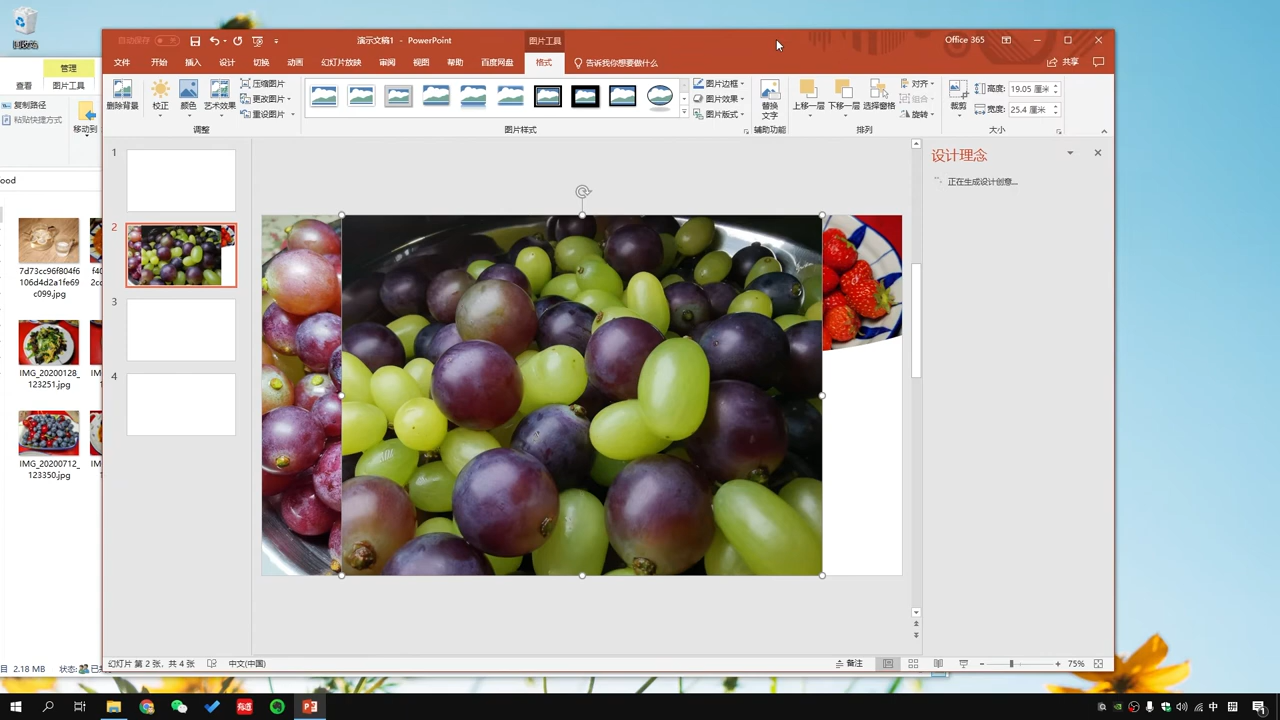 回收站
管理
查看
图片工具
复制路径
粘贴快捷方式
移动到
ood
7d73cc96f804f6
106d4d2a1fe69
c099.jpg
IMG_20200128_
123251.jpg
IMG_20200712_
123350.jpg
2.18 MB
状态:
自动保存
演示文稿1 - PowerPoint
图片工具
Office 365
文件
开始
插入
设计
切换
动画
幻灯片放映
审阅
视图
帮助
百度网盘
格式
告诉我你想要做什么
共享
删除背景
校正
颜色
艺术效果
压缩图片
更改图片
重设图片
调整
图片样式
图片边框
图片效果
图片版式
替换
文字
辅助功能
上移一层
下移一层
选择窗格
对齐
组合
旋转
排列
裁剪
高度: 19.05 厘米
宽度: 25.4 厘米
大小
1
2
3
4
设计理念
正在生成设计创意...
幻灯片 第 2 张，共 4 张
中文(中国)
备注
75%
中